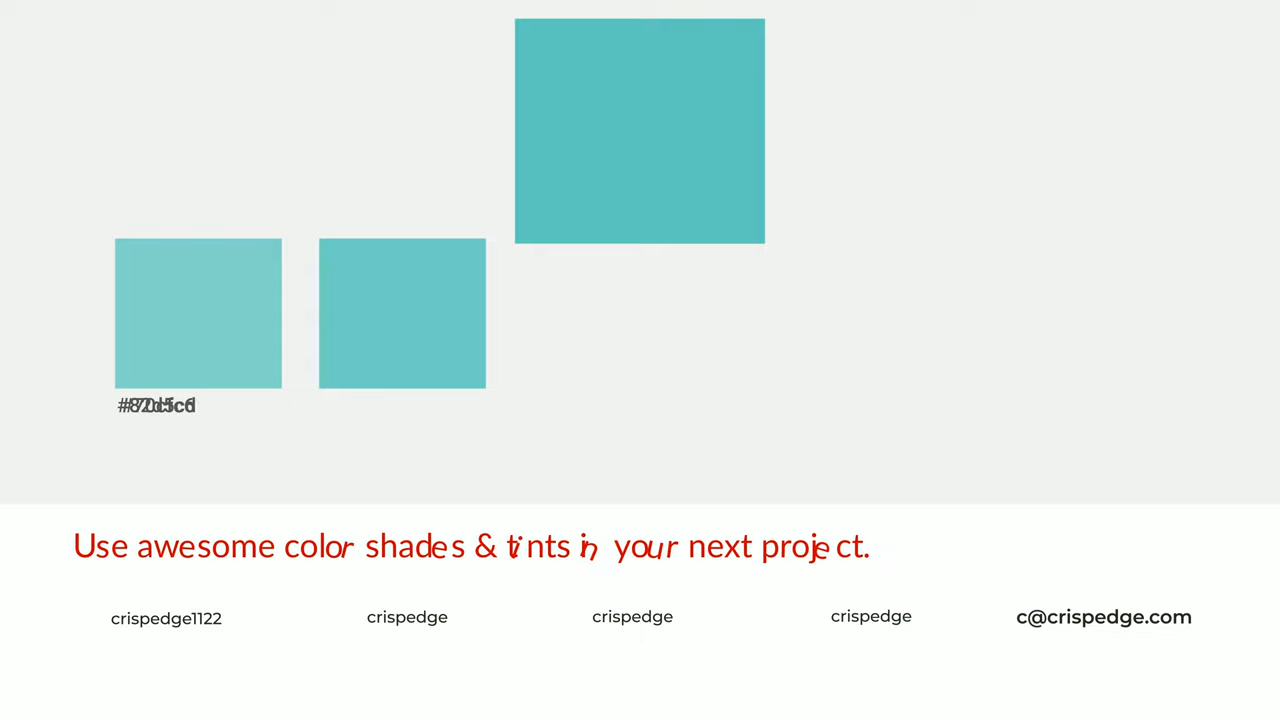 Use awesome color shades & tints in your next project.
crispedge1122 crispedge crispedge crispedge c@crispedge.com